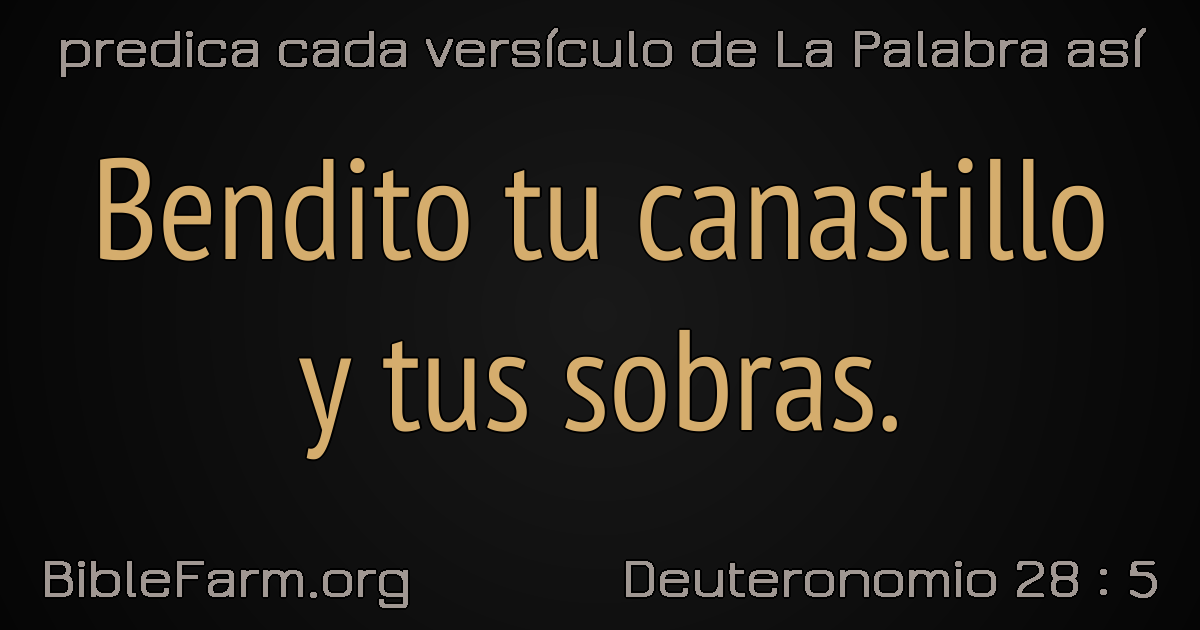 predica cada versículo de La Palabra así
Bendito tu canastillo
y tus sobras.
BibleFarm.org
Deuteronomio 28 : 5